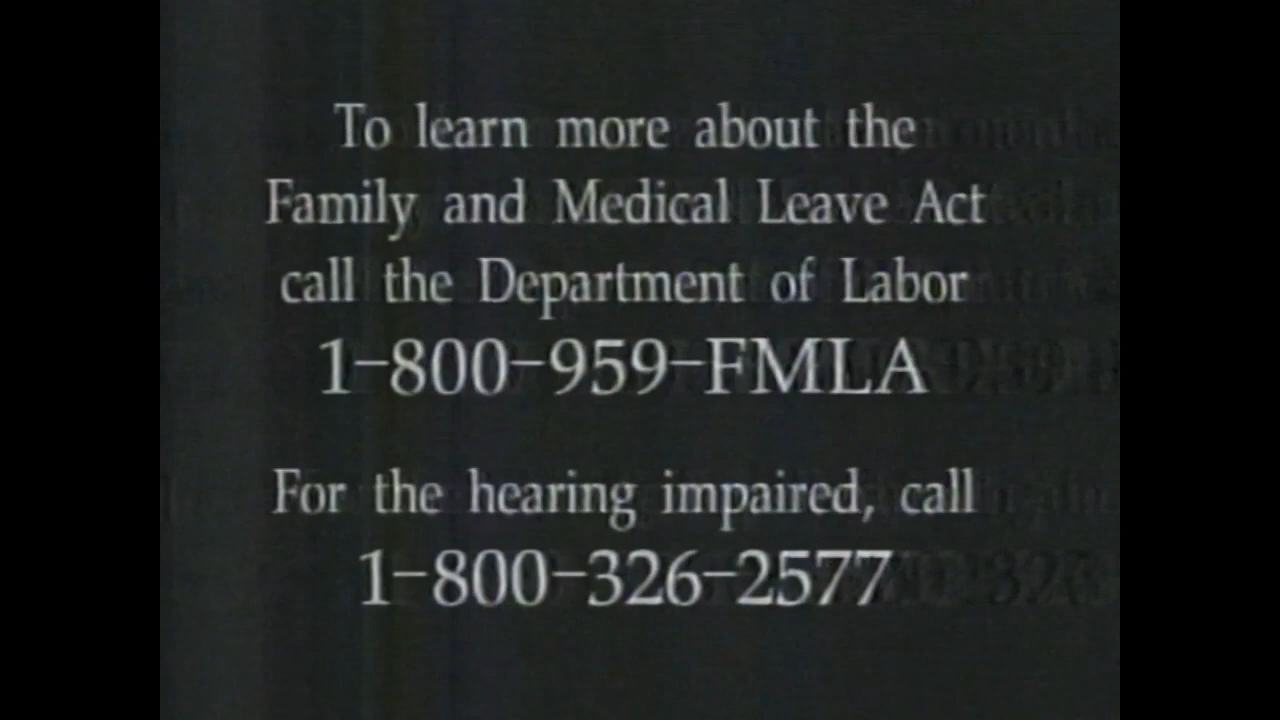 To learn more about the
Family and Medical Leave Act
call the Department of Labor
1-800-959-FMLA
For the hearing impaired, call
1-800-326-2577